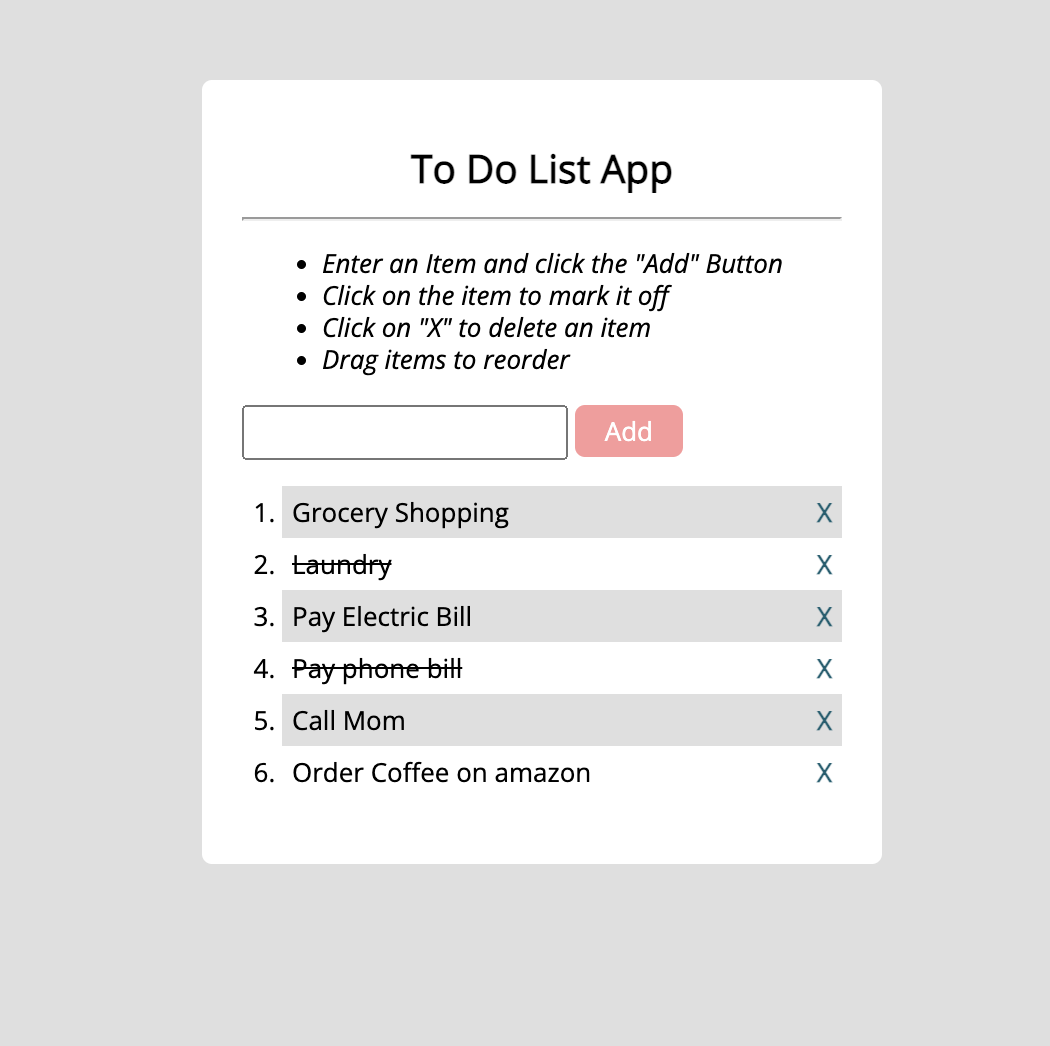 To Do List App
• Enter an Item and click the "Add" Button
• Click on the item to mark it off
• Click on "X" to delete an item
• Drag items to reorder
Add
1. Grocery Shopping X
2. Laundry X
3. Pay Electric Bill X
4. Pay phone bill X
5. Call Mom X
6. Order Coffee on amazon X